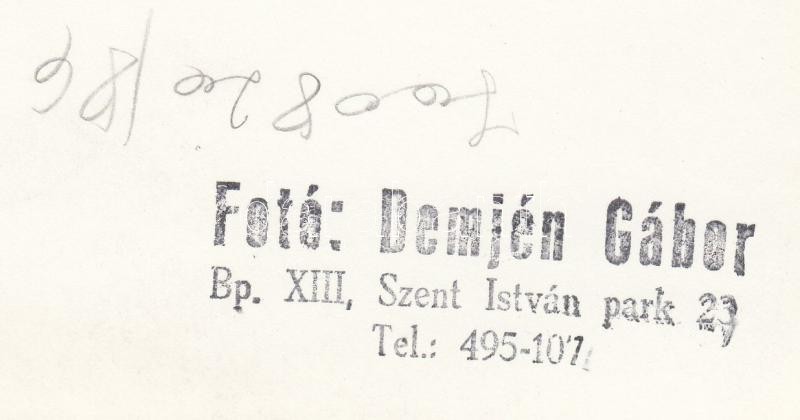 Fotó: Demjén Gábor
Bp. XIII, Szent István park 23
Tel.: 495-107